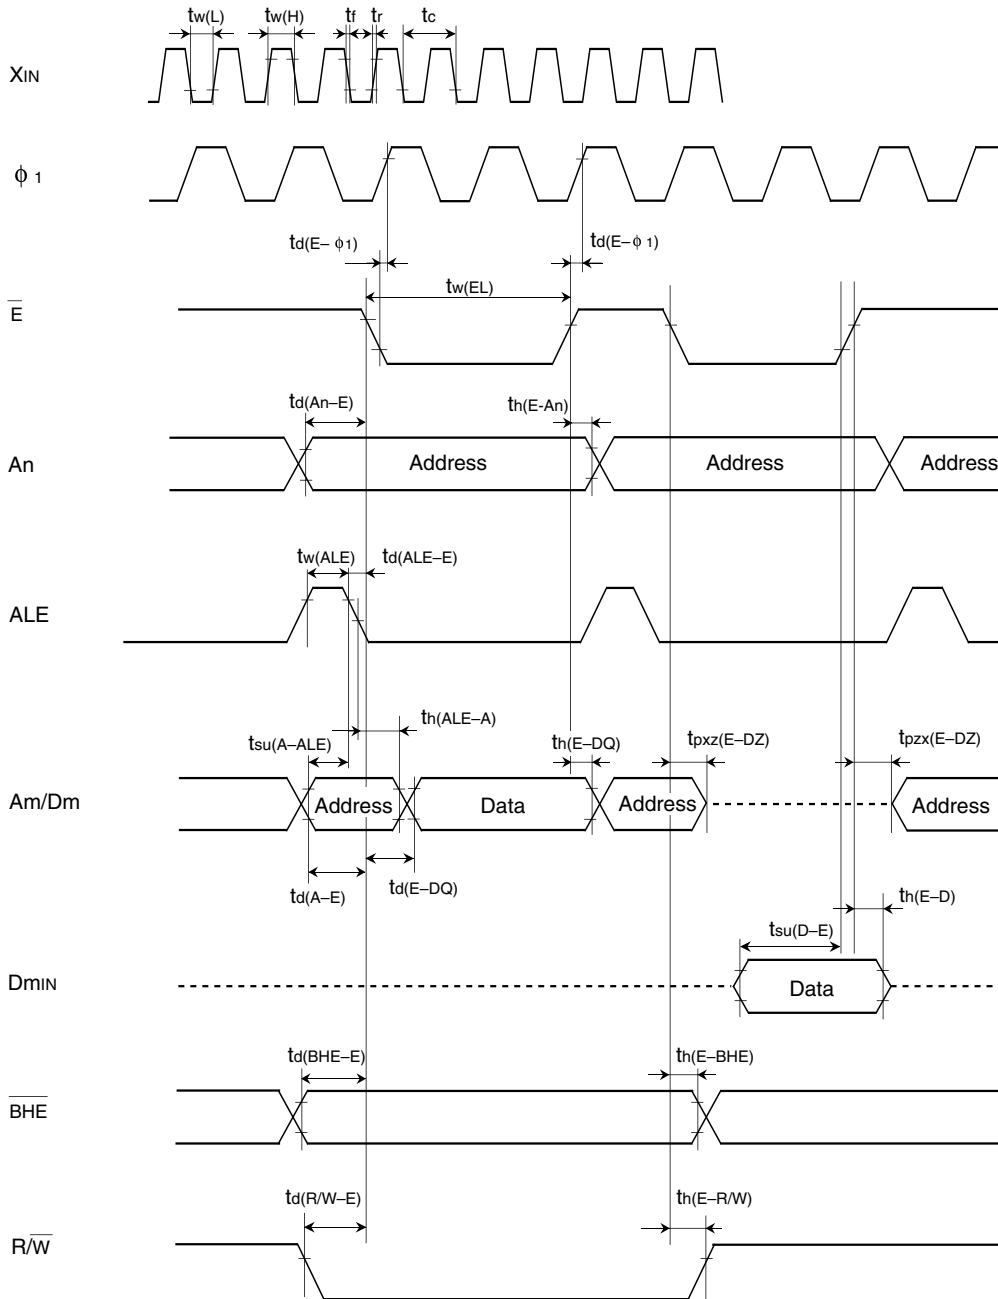 tw(L) tw(H) tf tr tc
XIN
ϕ 1
td(E– ϕ 1) td(E– ϕ 1)
tw(EL)
E̅
td(An–E) th(E-An)
An Address Address Address
tw(ALE) td(ALE–E)
ALE
th(ALE–A)
tsu(A–ALE) th(E–DQ) tpxz(E–DZ) tpzx(E–DZ)
Am/Dm Address Data Address Address
td(A–E) td(E–DQ)
th(E–D)
tsu(D–E)
DmIN Data
td(BHE–E) th(E–BHE)
B̅H̅E̅
td(R/W–E) th(E–R/W)
R/W̅